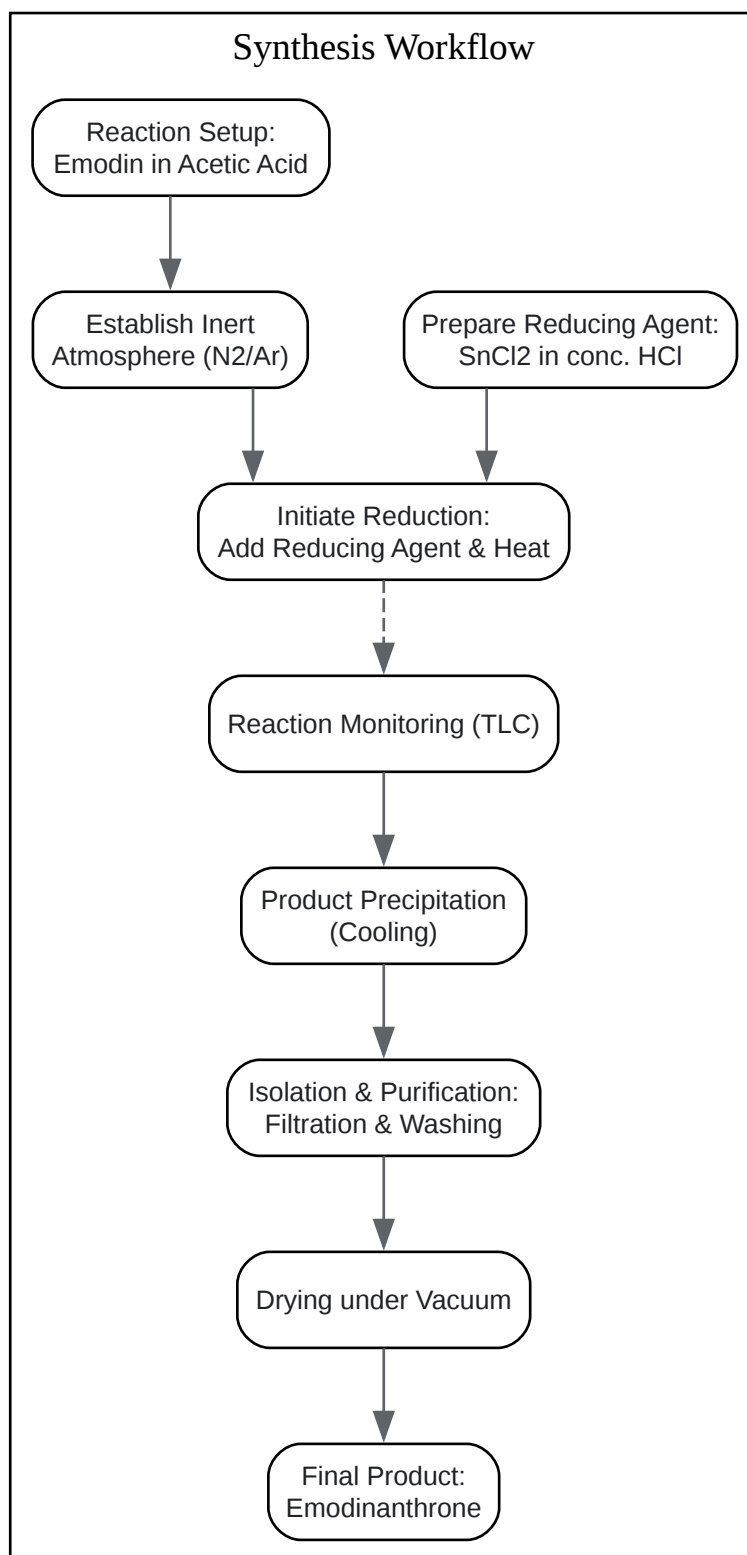 Synthesis Workflow
Reaction Setup:
Emodin in Acetic Acid
Establish Inert
Atmosphere (N2/Ar)
Prepare Reducing Agent:
SnCl2 in conc. HCl
Initiate Reduction:
Add Reducing Agent & Heat
Reaction Monitoring (TLC)
Product Precipitation
(Cooling)
Isolation & Purification:
Filtration & Washing
Drying under Vacuum
Final Product:
Emodinanthrone